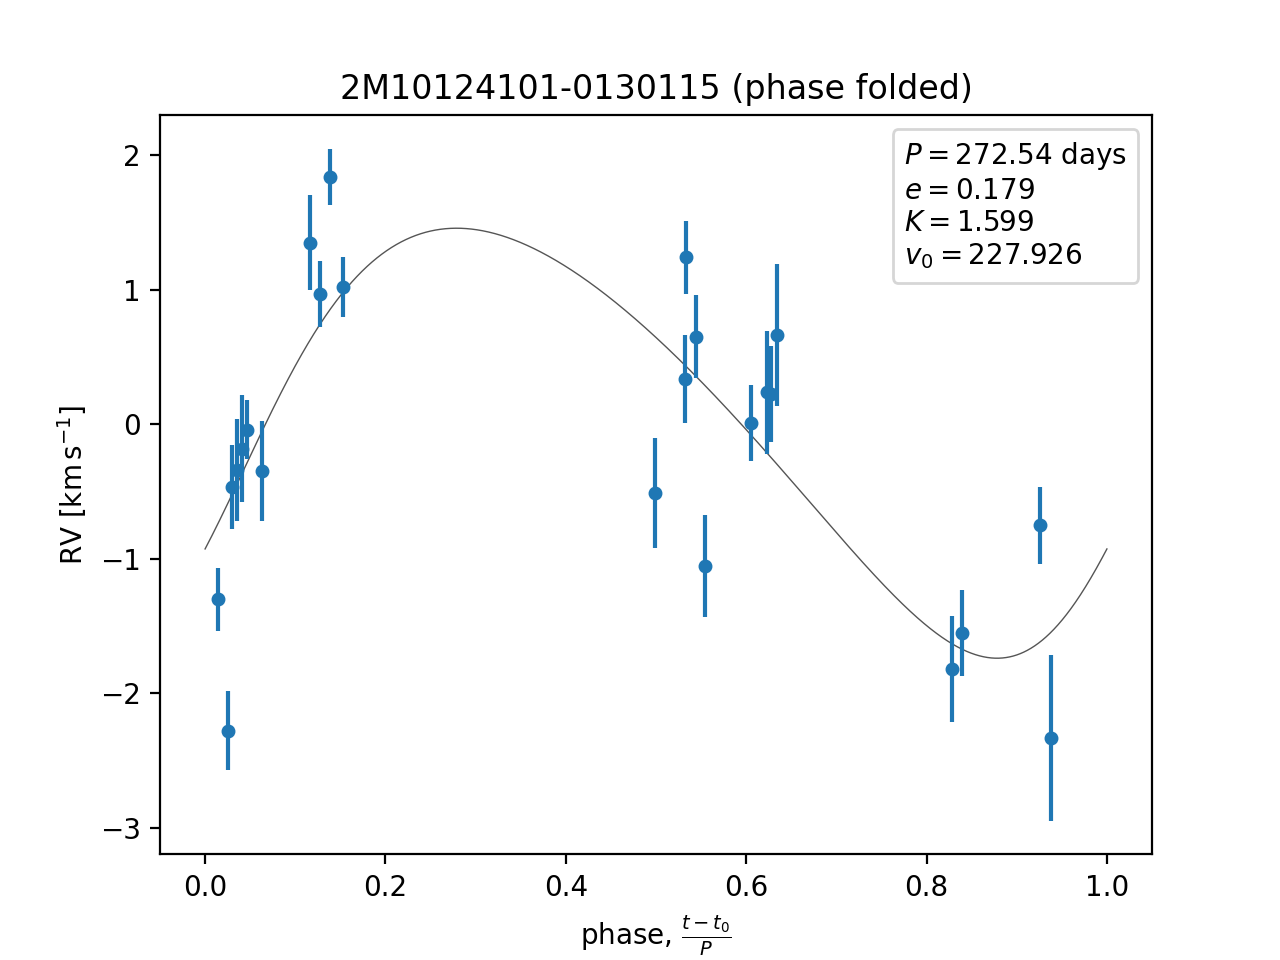 2M10124101-0130115 (phase folded)
P = 272.54 days
e = 0.179
K = 1.599
v₀ = 227.926
RV [km s⁻¹]
2
1
0
−1
−2
−3
0.0 0.2 0.4 0.6 0.8 1.0
phase, (t − t₀)/P